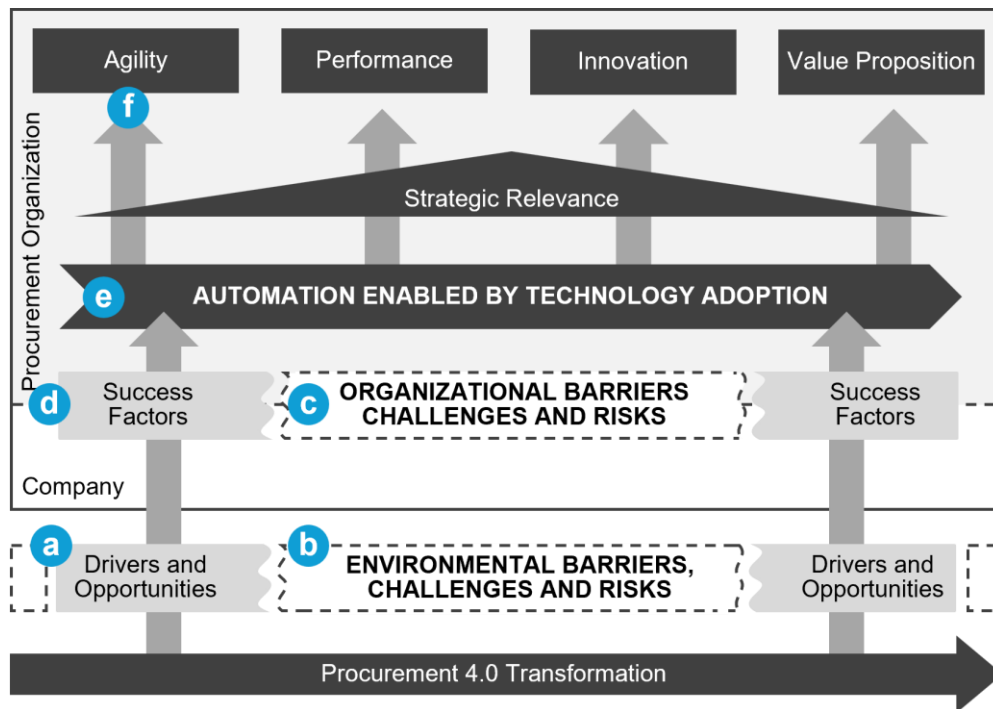 Agility
Performance
Innovation
Value Proposition
f
Procurement Organization
Strategic Relevance
e
AUTOMATION ENABLED BY TECHNOLOGY ADOPTION
d
Success
Factors
c
ORGANIZATIONAL BARRIERS
CHALLENGES AND RISKS
Success
Factors
Company
a
Drivers and
Opportunities
b
ENVIRONMENTAL BARRIERS,
CHALLENGES AND RISKS
Drivers and
Opportunities
Procurement 4.0 Transformation